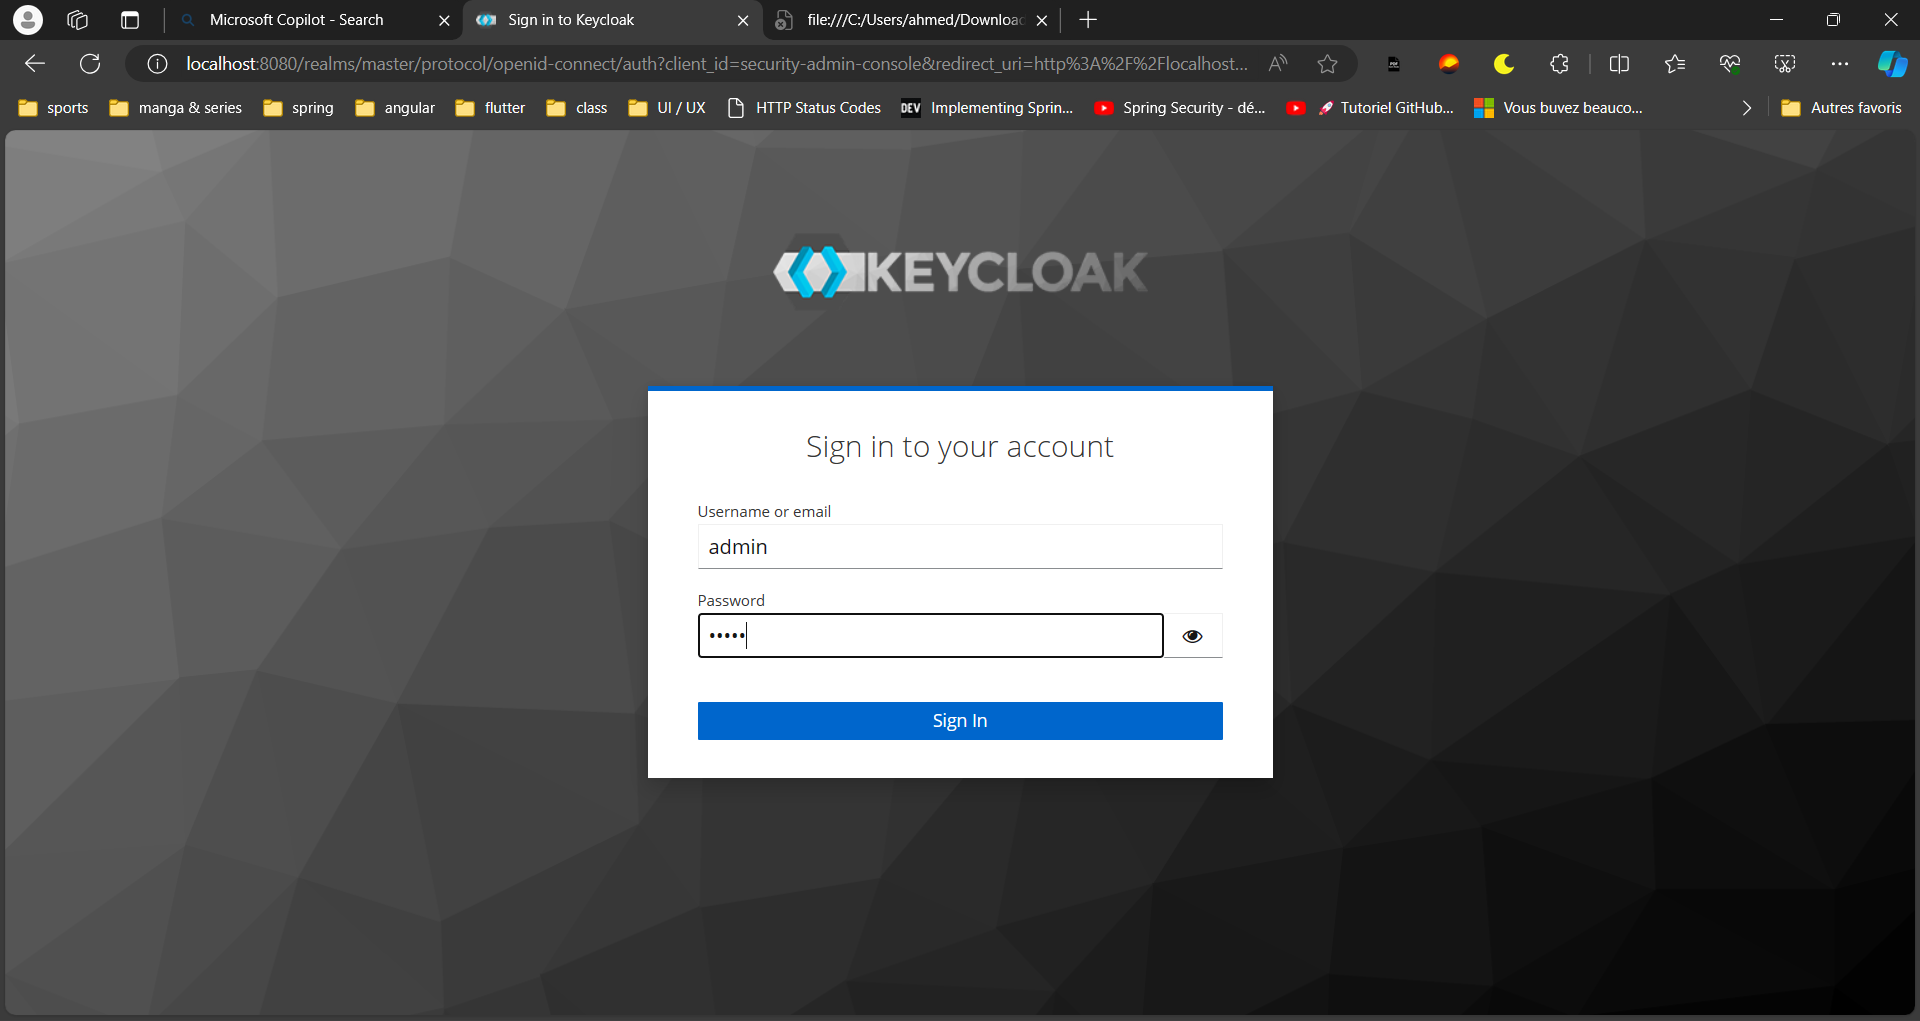 Microsoft Copilot - Search
Sign in to Keycloak
file:///C:/Users/ahmed/Downloac
localhost:8080/realms/master/protocol/openid-connect/auth?client_id=security-admin-console&redirect_uri=http%3A%2F%2Flocalhost...
sports
manga & series
spring
angular
flutter
class
UI / UX
HTTP Status Codes
DEV
Implementing Sprin...
Spring Security - dé...
🚀 Tutoriel GitHub...
Vous buvez beauco...
Autres favoris
KEYCLOAK
Sign in to your account
Username or email
admin
Password
•••••
Sign In